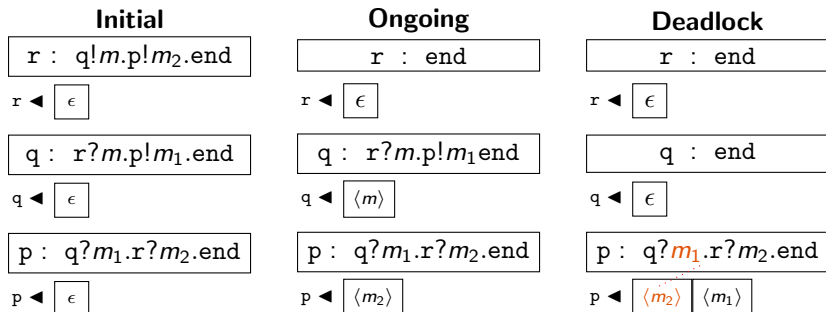 Initial Ongoing Deadlock
r : q!m.p!m₂.end r : end r : end
r ◄ ϵ r ◄ ϵ r ◄ ϵ
q : r?m.p!m₁.end q : r?m.p!m₁end q : end
q ◄ ϵ q ◄ ⟨m⟩ q ◄ ϵ
p : q?m₁.r?m₂.end p : q?m₁.r?m₂.end p : q?m₁.r?m₂.end
p ◄ ϵ p ◄ ⟨m₂⟩ p ◄ ⟨m₂⟩ ⟨m₁⟩